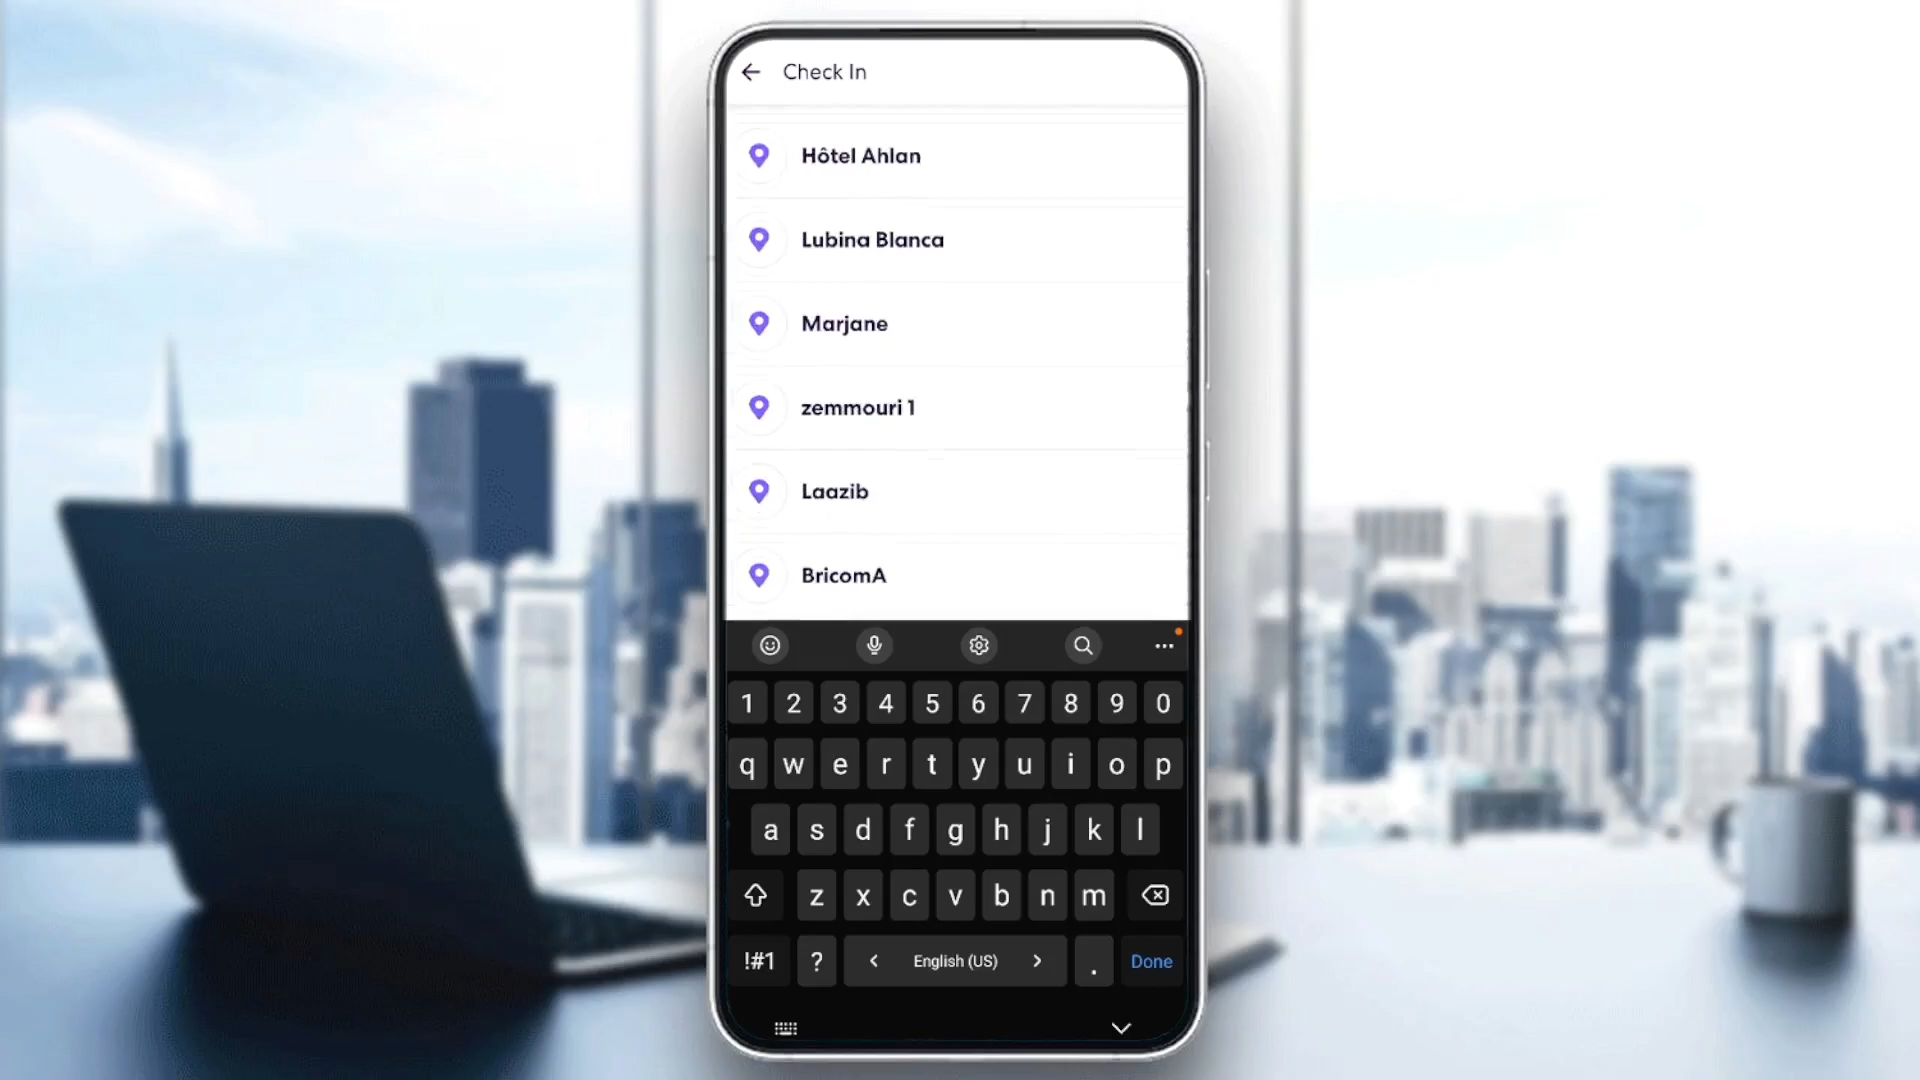 Check In
Hôtel Ahlan
Lubina Blanca
Marjane
zemmouri 1
Laazib
BricomA
1 2 3 4 5 6 7 8 9 0
q w e r t y u i o p
a s d f g h j k l
z x c v b n m
!#1 ? < English (US) > . Done